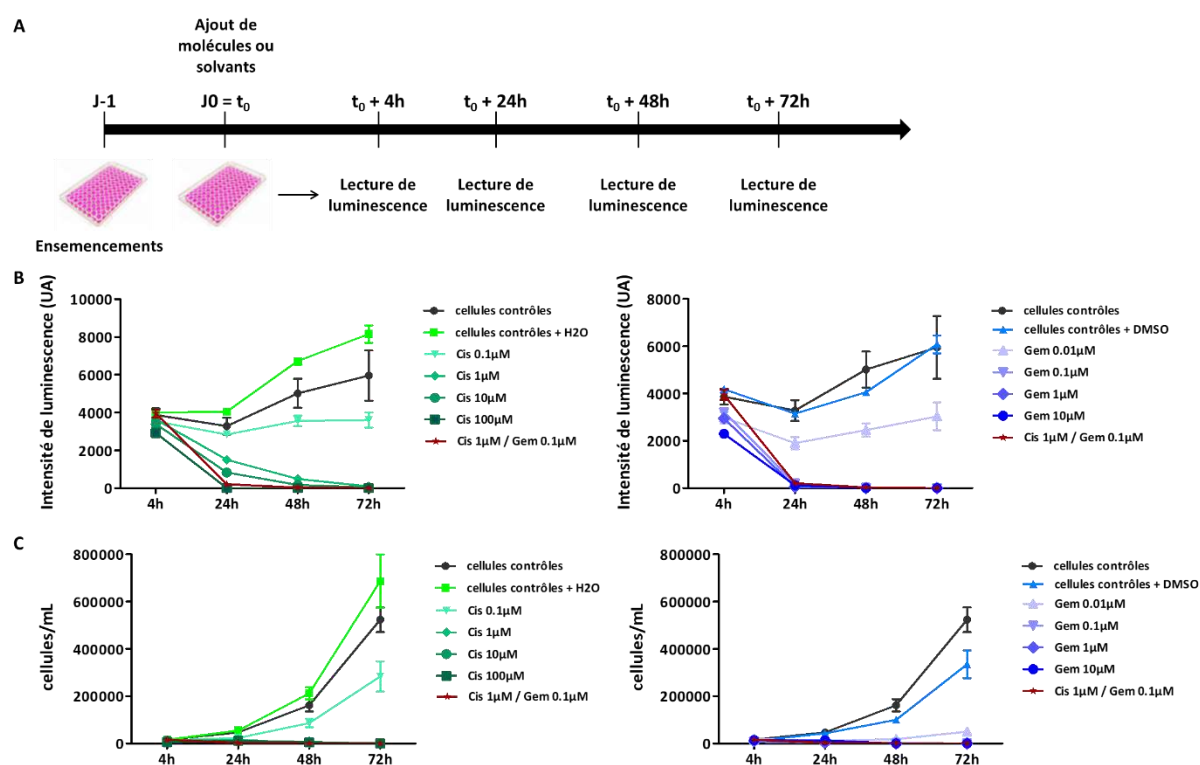 A
Ajout de
molécules ou
solvants
J-1
J0 = t0
t0 + 4h
t0 + 24h
t0 + 48h
t0 + 72h
Lecture de
luminescence
Lecture de
luminescence
Lecture de
luminescence
Lecture de
luminescence
Ensemencements
B
Intensité de luminescence (UA)
10000
8000
6000
4000
2000
0
4h
24h
48h
72h
cellules contrôles
cellules contrôles + H2O
Cis 0.1µM
Cis 1µM
Cis 10µM
Cis 100µM
Cis 1µM / Gem 0.1µM
Intensité de luminescence (UA)
8000
6000
4000
2000
0
4h
24h
48h
72h
cellules contrôles
cellules contrôles + DMSO
Gem 0.01µM
Gem 0.1µM
Gem 1µM
Gem 10µM
Cis 1µM / Gem 0.1µM
C
cellules/mL
800000
600000
400000
200000
0
4h
24h
48h
72h
cellules contrôles
cellules contrôles + H2O
Cis 0.1µM
Cis 1µM
Cis 10µM
Cis 100µM
Cis 1µM / Gem 0.1µM
cellules/mL
800000
600000
400000
200000
0
4h
24h
48h
72h
cellules contrôles
cellules contrôles + DMSO
Gem 0.01µM
Gem 0.1µM
Gem 1µM
Gem 10µM
Cis 1µM / Gem 0.1µM